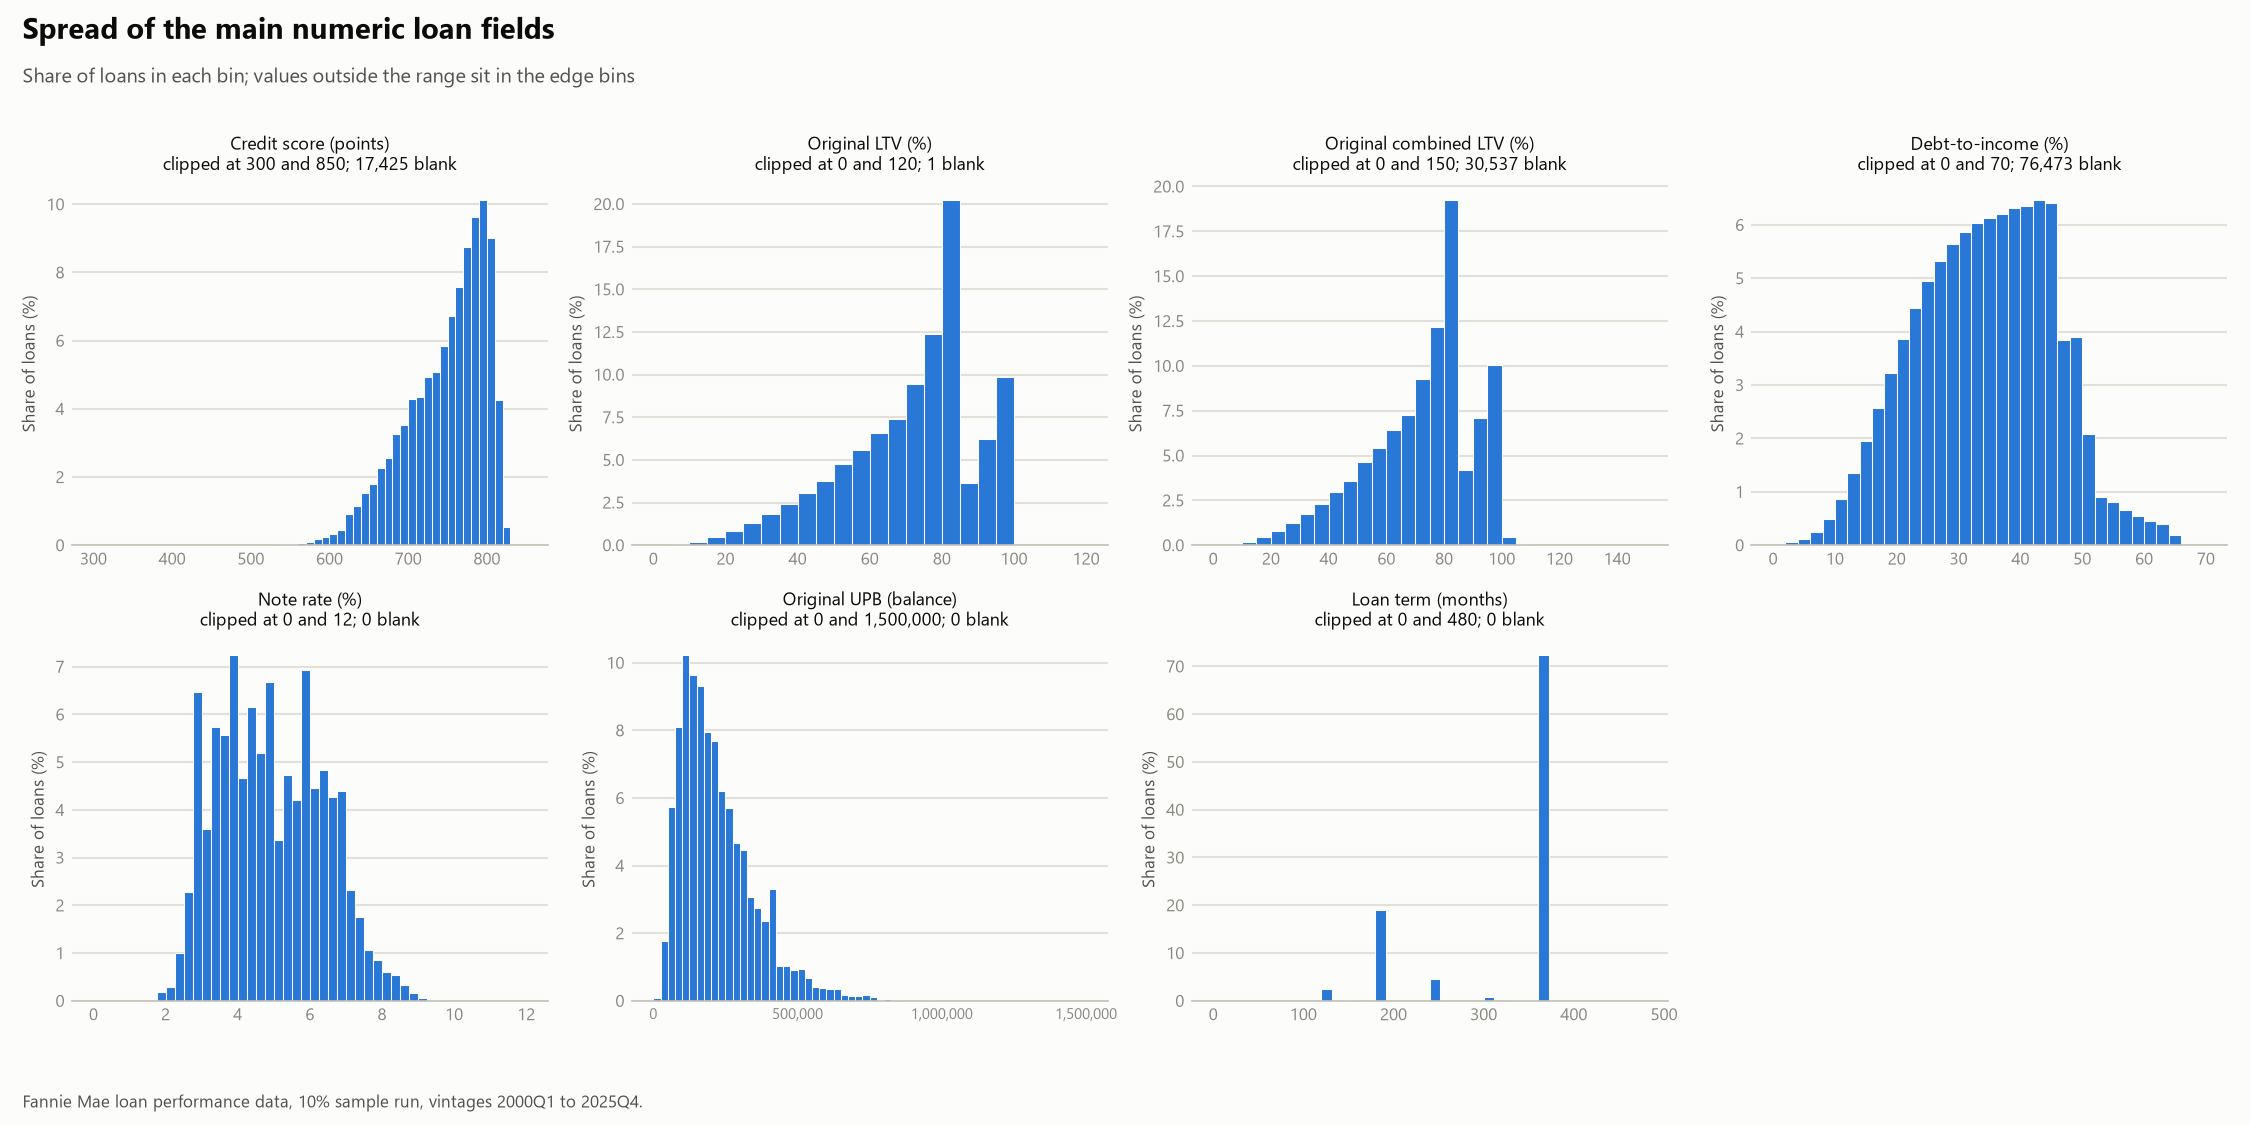 Spread of the main numeric loan fields
Share of loans in each bin; values outside the range sit in the edge bins
Credit score (points)
clipped at 300 and 850; 17,425 blank
Share of loans (%)
10
8
6
4
2
0
300 400 500 600 700 800
Original LTV (%)
clipped at 0 and 120; 1 blank
Share of loans (%)
20.0
17.5
15.0
12.5
10.0
7.5
5.0
2.5
0.0
0 20 40 60 80 100 120
Original combined LTV (%)
clipped at 0 and 150; 30,537 blank
Share of loans (%)
20.0
17.5
15.0
12.5
10.0
7.5
5.0
2.5
0.0
0 20 40 60 80 100 120 140
Debt-to-income (%)
clipped at 0 and 70; 76,473 blank
Share of loans (%)
6
5
4
3
2
1
0
0 10 20 30 40 50 60 70
Note rate (%)
clipped at 0 and 12; 0 blank
Share of loans (%)
7
6
5
4
3
2
1
0
0 2 4 6 8 10 12
Original UPB (balance)
clipped at 0 and 1,500,000; 0 blank
Share of loans (%)
10
8
6
4
2
0
0 500,000 1,000,000 1,500,000
Loan term (months)
clipped at 0 and 480; 0 blank
Share of loans (%)
70
60
50
40
30
20
10
0
0 100 200 300 400 500
Fannie Mae loan performance data, 10% sample run, vintages 2000Q1 to 2025Q4.